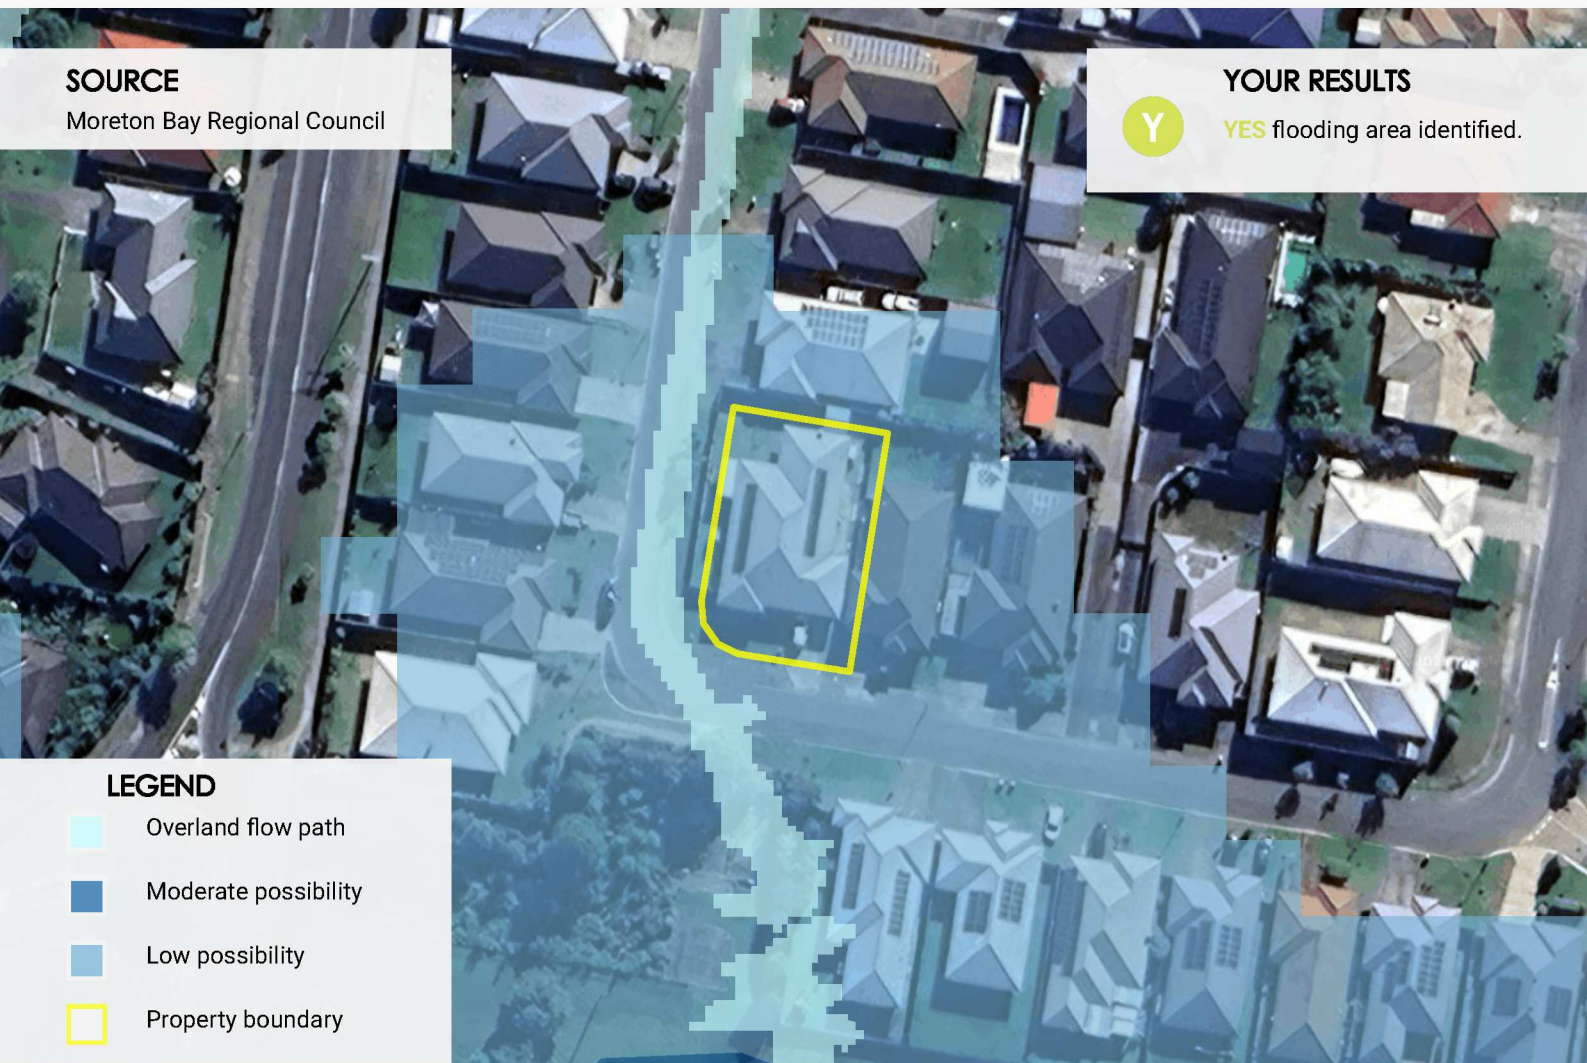 SOURCE
Moreton Bay Regional Council
YOUR RESULTS
Y
YES flooding area identified.
LEGEND
Overland flow path
Moderate possibility
Low possibility
Property boundary